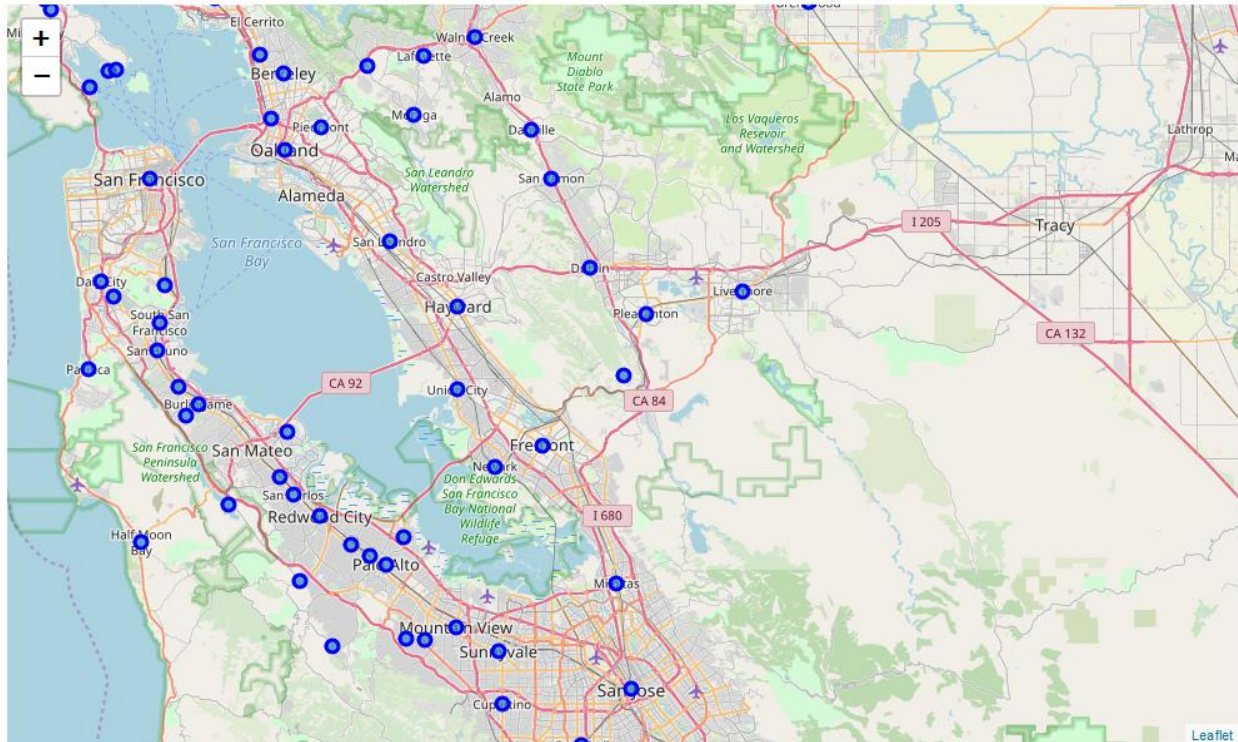 El Cerrito
+
−
Walnut Creek
Lafayette
Berkeley
Mount
Diablo
State Park
Alamo
Moraga
Piedmont
Danville
Los Vaqueros
Resevoir
and Watershed
Lathrop
Oakland
San Leandro
Watershed
San Francisco
San Ramon
Alameda
I 205
Tracy
San Francisco
Bay
San Leandro
Castro Valley
Dublin
Daly City
Livermore
Hayward
Pleasanton
South San
Francisco
CA 132
San Bruno
Pacifica
CA 92
Union City
CA 84
Burlingame
San Francisco
Peninsula
Watershed
San Mateo
Fremont
Newark
Don Edwards
San Francisco
Bay National
Wildlife
Refuge
San Carlos
Redwood City
I 680
Half Moon
Bay
Palo Alto
Milpitas
Mountain View
Sunnyvale
San Jose
Cupertino
Leaflet